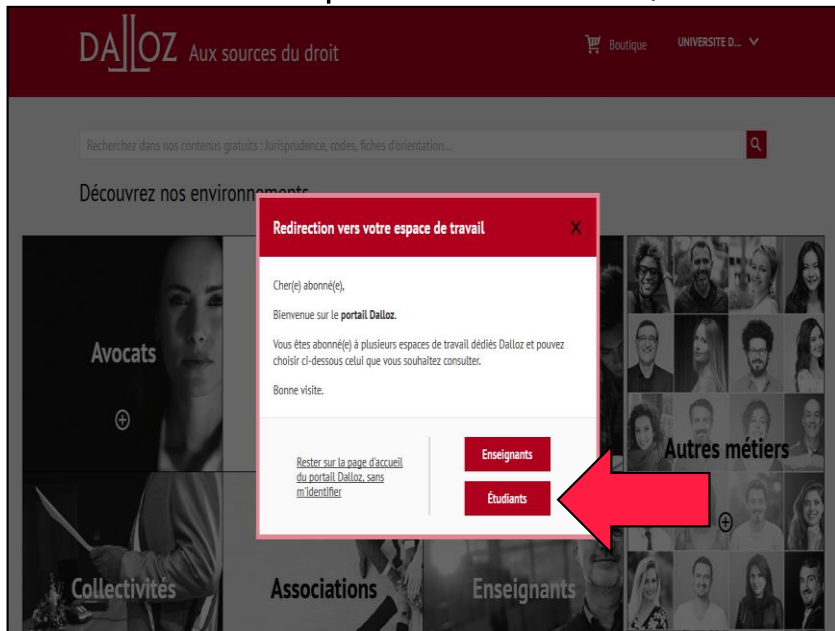 DALLOZ Aux sources du droit
Boutique
UNIVERSITE D...
Recherchez dans nos contenus gratuits : Jurisprudence, codes, fiches d'orientation...
Découvrez nos environnements
Redirection vers votre espace de travail
X
Cher(e) abonné(e),
Bienvenue sur le portail Dalloz.
Vous êtes abonné(e) à plusieurs espaces de travail dédiés Dalloz et pouvez
choisir ci-dessous celui que vous souhaitez consulter.
Bonne visite.
Rester sur la page d'accueil
du portail Dalloz, sans
m'identifier
Enseignants
Étudiants
Avocats
Autres métiers
Collectivités
Associations
Enseignants